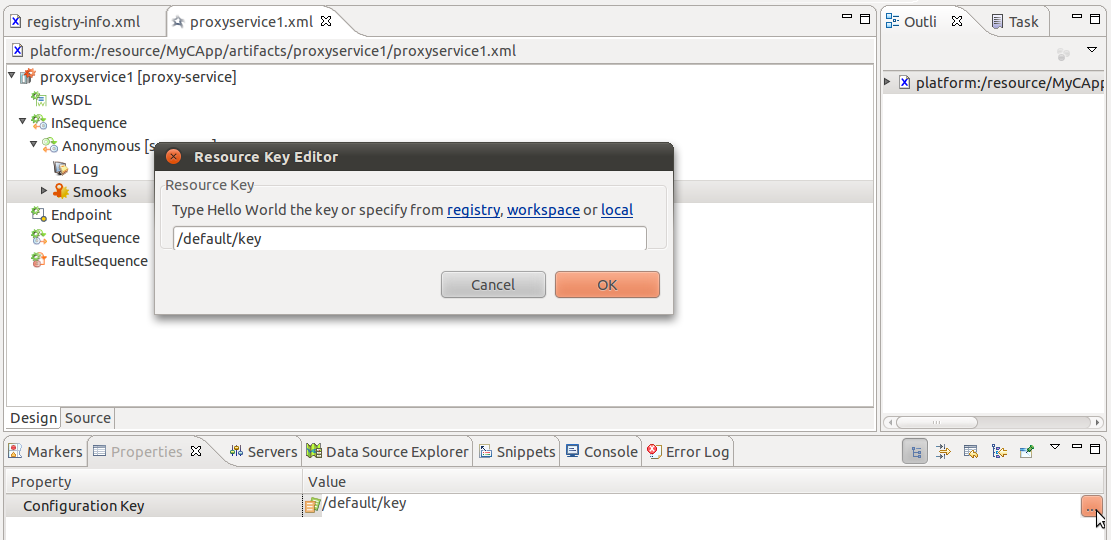 registry-info.xml
proxyservice1.xml
Outli
Task
platform:/resource/MyCApp/artifacts/proxyservice1/proxyservice1.xml
proxyservice1 [proxy-service]
platform:/resource/MyCApp
WSDL
InSequence
Anonymous [s
Log
Smooks
Endpoint
OutSequence
FaultSequence
Resource Key Editor
Resource Key
Type Hello World the key or specify from registry, workspace or local
/default/key
Cancel
OK
Design
Source
Markers
Properties
Servers
Data Source Explorer
Snippets
Console
Error Log
Property
Value
Configuration Key
/default/key
...